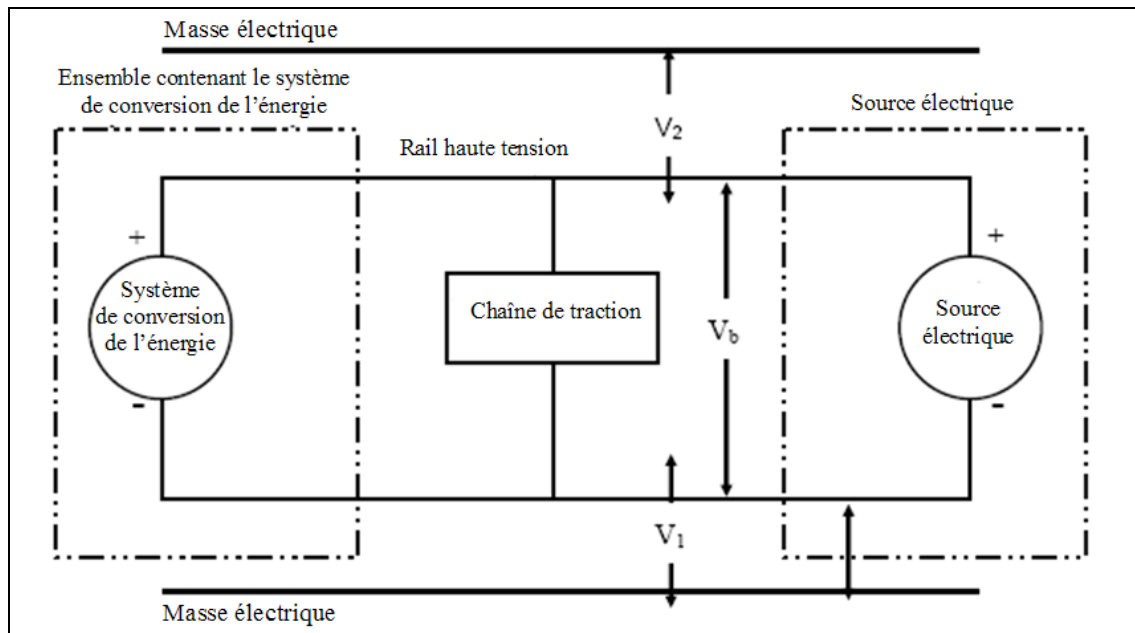 Masse électrique
Ensemble contenant le système
de conversion de l'énergie
Source électrique
V2
Rail haute tension
+
+
Système
de conversion
de l'énergie
Chaîne de traction
Vb
Source
électrique
-
-
V1
Masse électrique